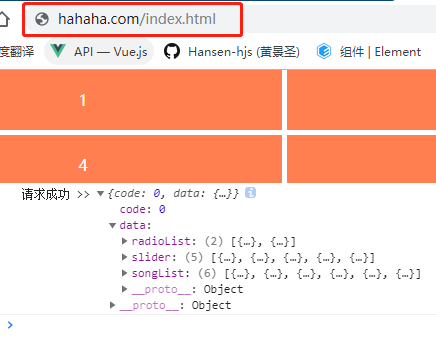 hahaha.com/index.html
度翻译 API — Vue.js Hansen-hjs (黄景圣) 组件 | Element
1
4
请求成功 >> ▼ {code: 0, data: {…}} i
code: 0
▼ data:
▶ radioList: (2) [{…}, {…}]
▶ slider: (5) [{…}, {…}, {…}, {…}, {…}]
▶ songList: (6) [{…}, {…}, {…}, {…}, {…}, {…}]
▶ __proto__: Object
▶ __proto__: Object
>